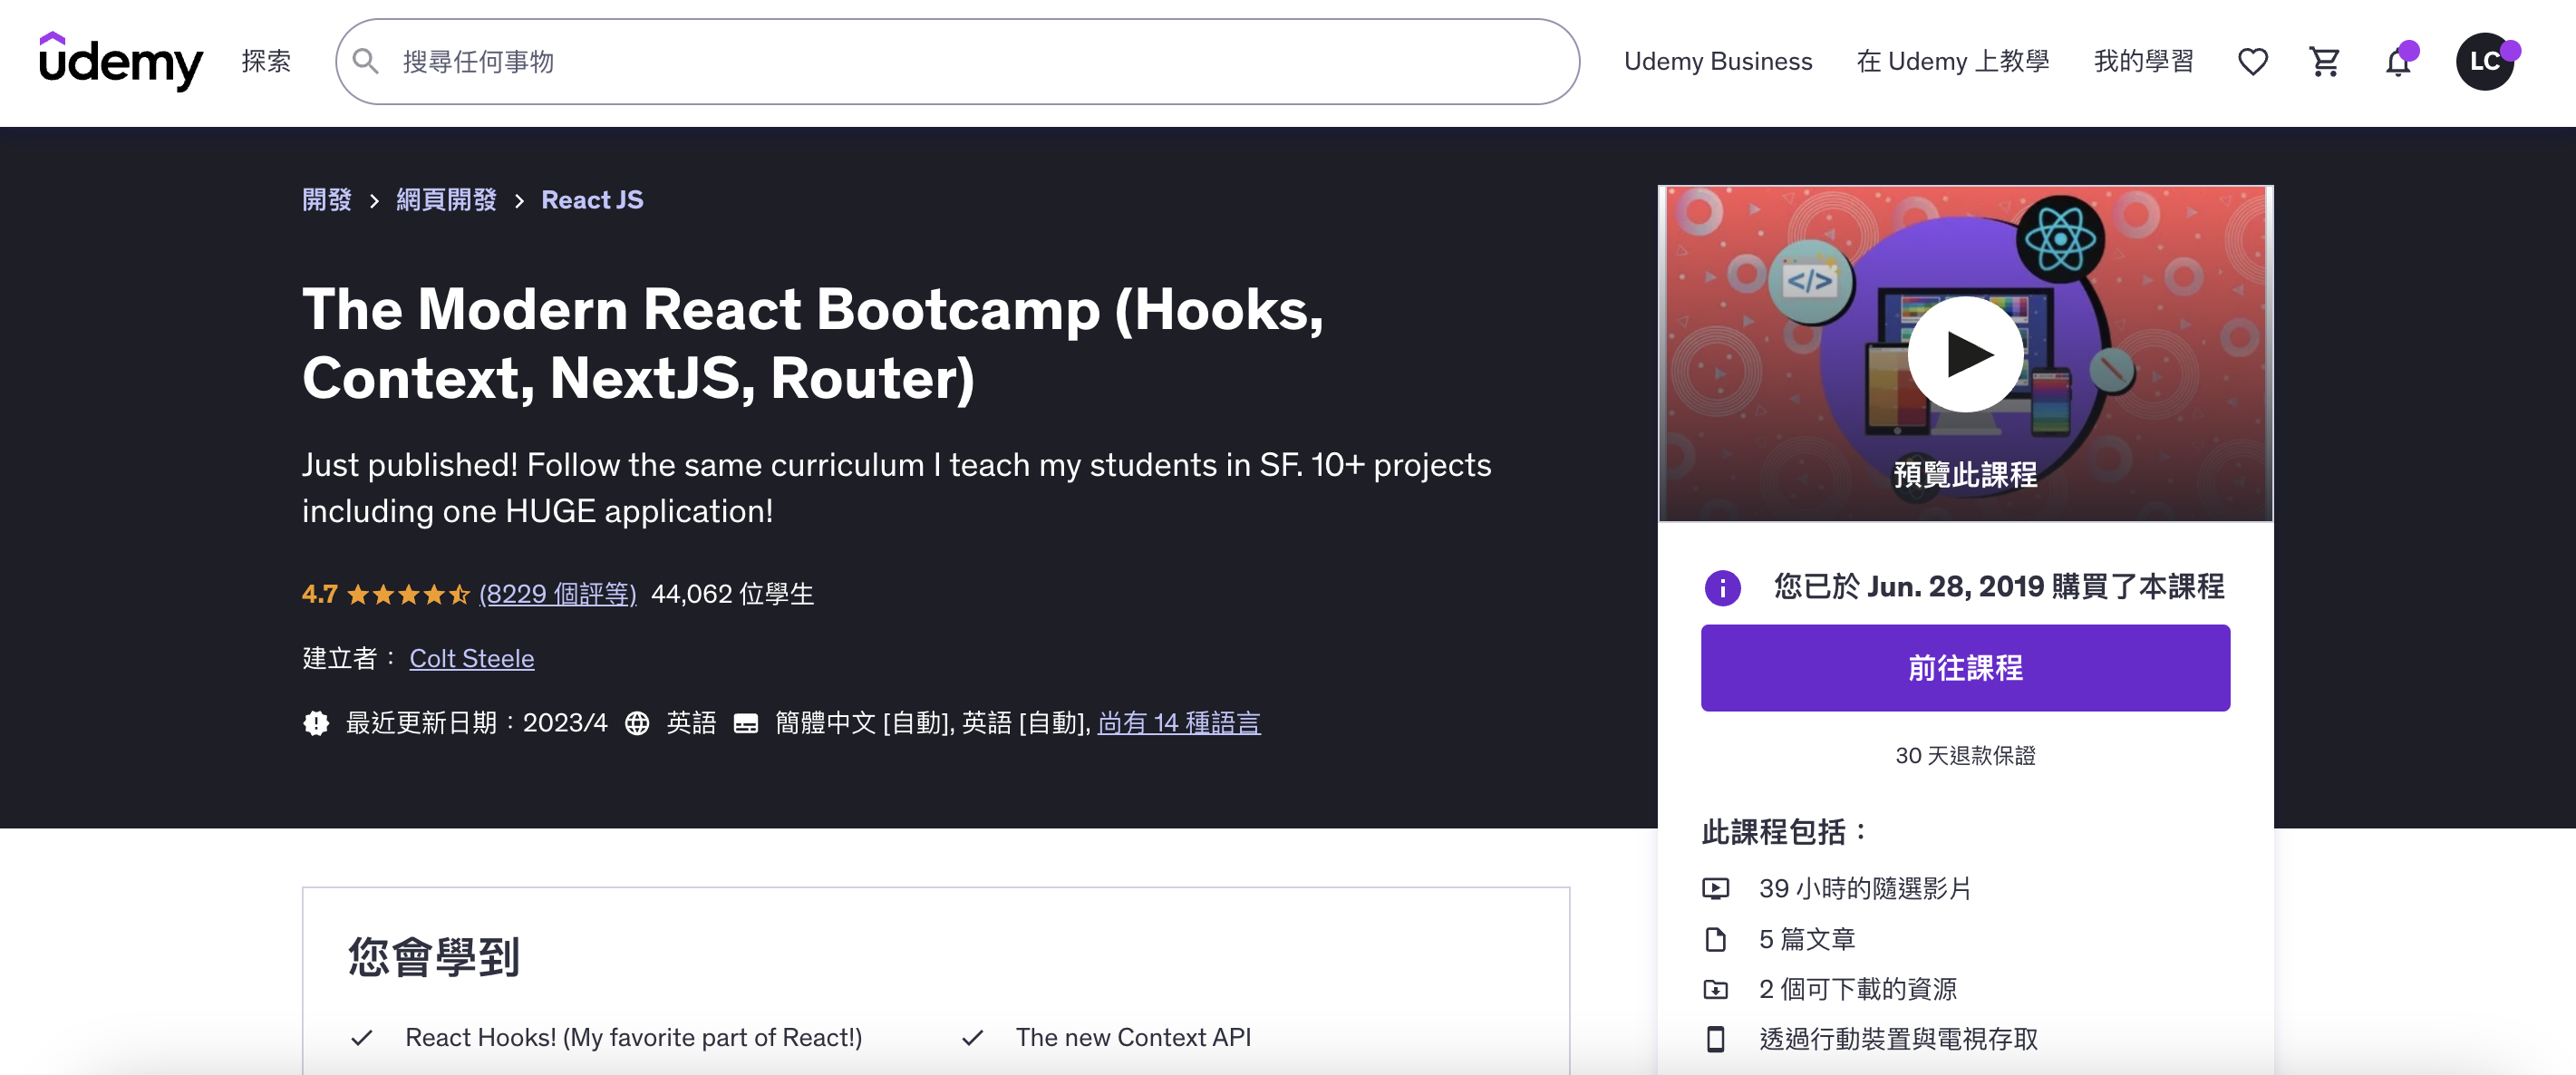 udemy
探索
搜尋任何事物
Udemy Business
在 Udemy 上教學
我的學習
LC
開發 > 網頁開發 > React JS
The Modern React Bootcamp (Hooks,
Context, NextJS, Router)
Just published! Follow the same curriculum I teach my students in SF. 10+ projects
including one HUGE application!
4.7 (8229 個評等) 44,062 位學生
建立者： Colt Steele
最近更新日期：2023/4 英語 簡體中文 [自動], 英語 [自動], 尚有 14 種語言
</>
預覽此課程
您已於 Jun. 28, 2019 購買了本課程
前往課程
30 天退款保證
此課程包括：
39 小時的隨選影片
5 篇文章
2 個可下載的資源
透過行動裝置與電視存取
您會學到
React Hooks! (My favorite part of React!)
The new Context API